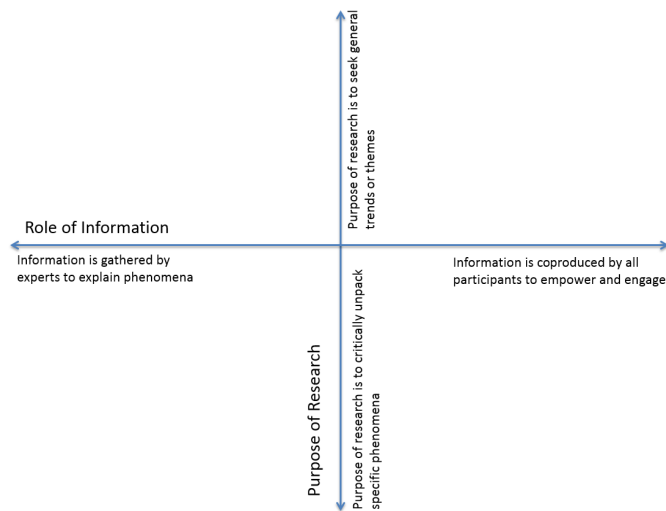 Purpose of research is to seek general
trends or themes
Role of Information
Information is gathered by
experts to explain phenomena
Information is coproduced by all
participants to empower and engage
Purpose of Research
Purpose of research is to critically unpack
specific phenomena